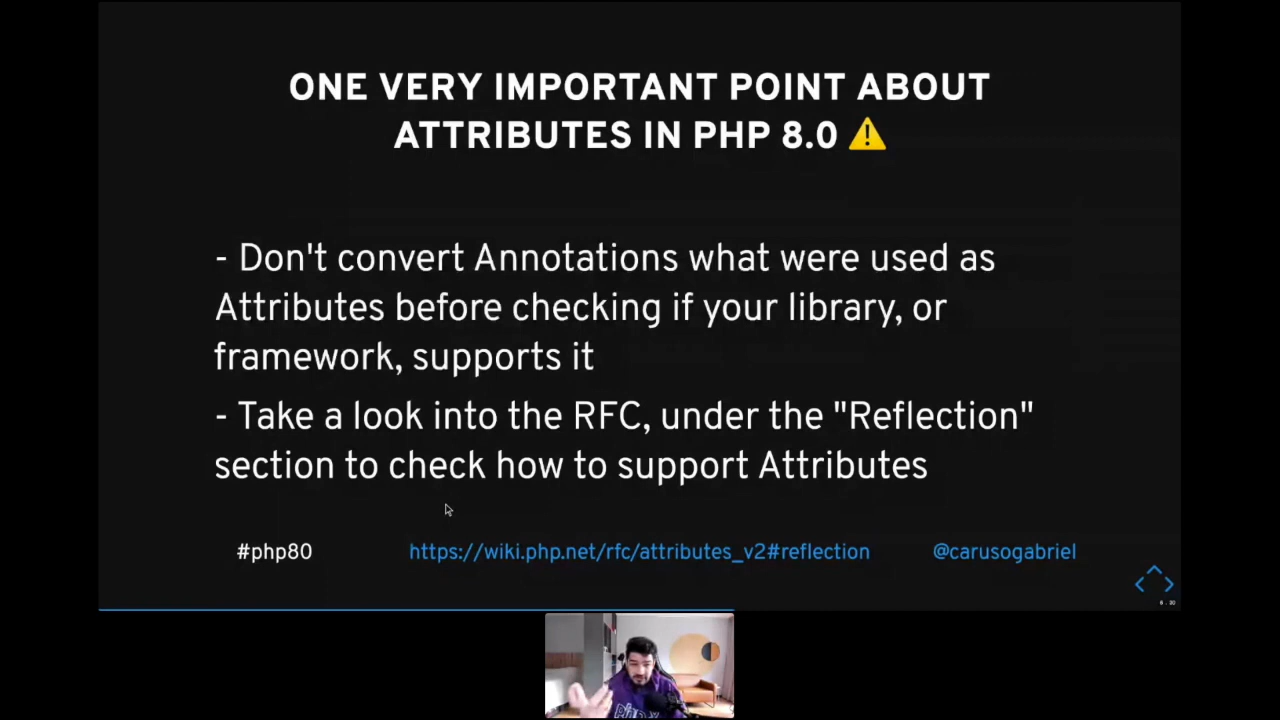 ONE VERY IMPORTANT POINT ABOUT
ATTRIBUTES IN PHP 8.0
- Don't convert Annotations what were used as
Attributes before checking if your library, or
framework, supports it
- Take a look into the RFC, under the "Reflection"
section to check how to support Attributes
#php80
https://wiki.php.net/rfc/attributes_v2#reflection
@carusogabriel